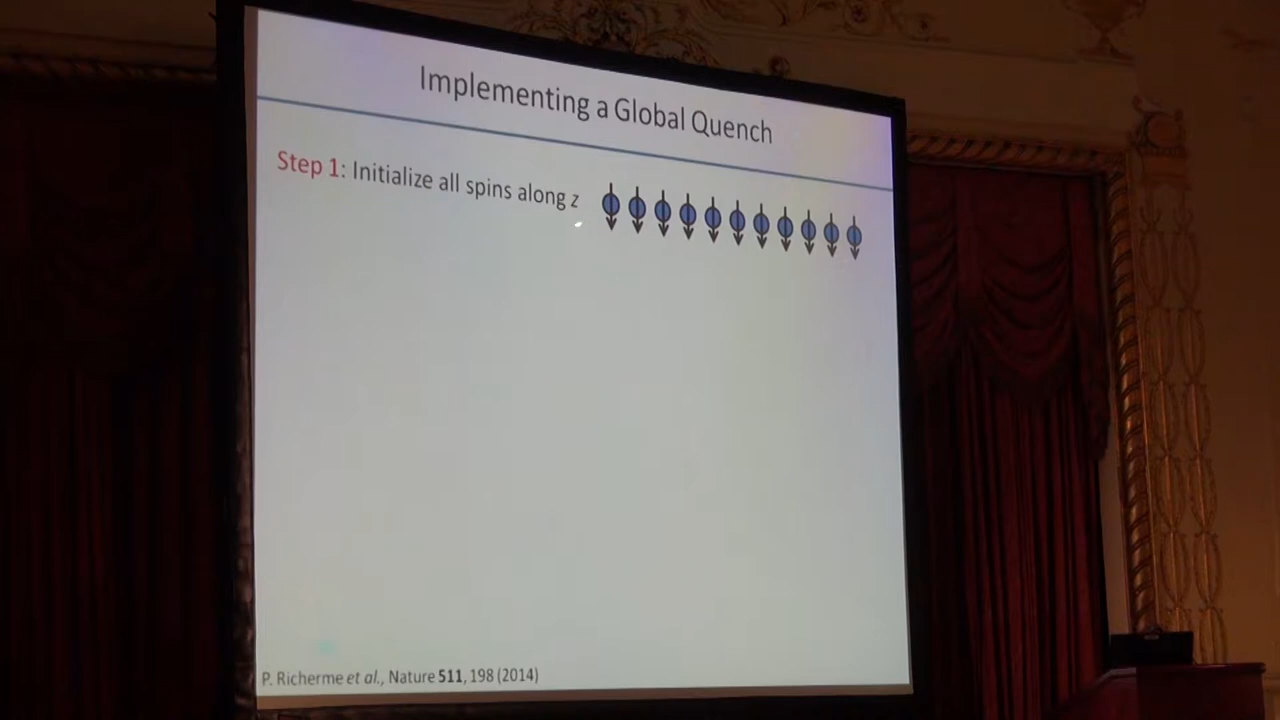 Implementing a Global Quench
Step 1: Initialize all spins along z
P. Richerme et al., Nature 511, 198 (2014)